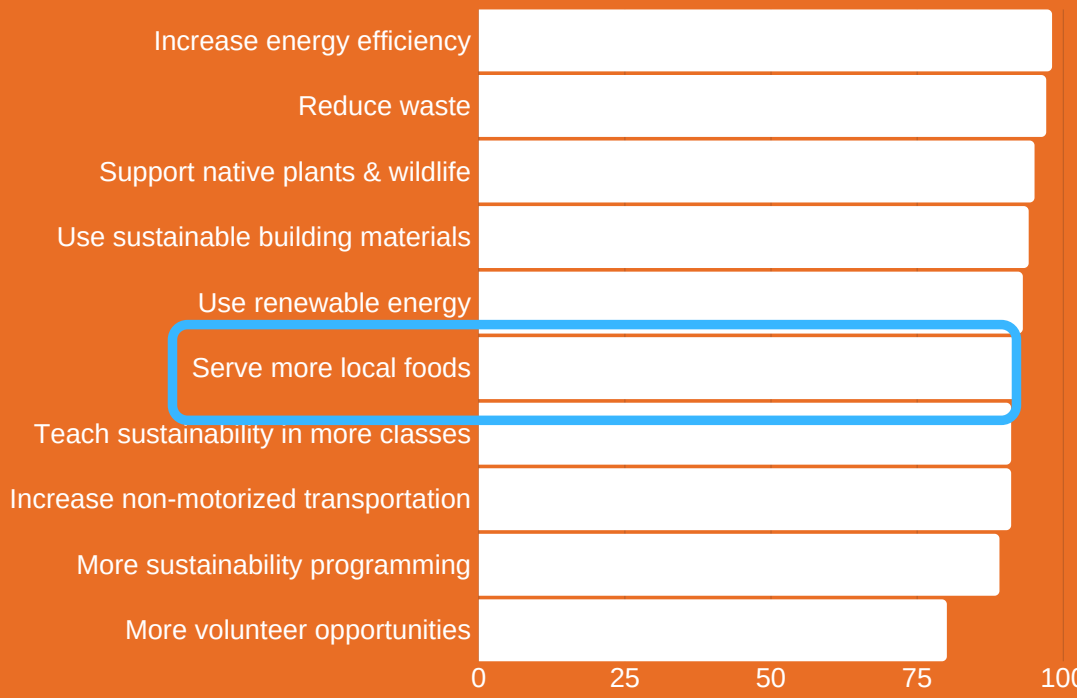 Increase energy efficiency
Reduce waste
Support native plants & wildlife
Use sustainable building materials
Use renewable energy
Serve more local foods
Teach sustainability in more classes
Increase non-motorized transportation
More sustainability programming
More volunteer opportunities
0 25 50 75 100